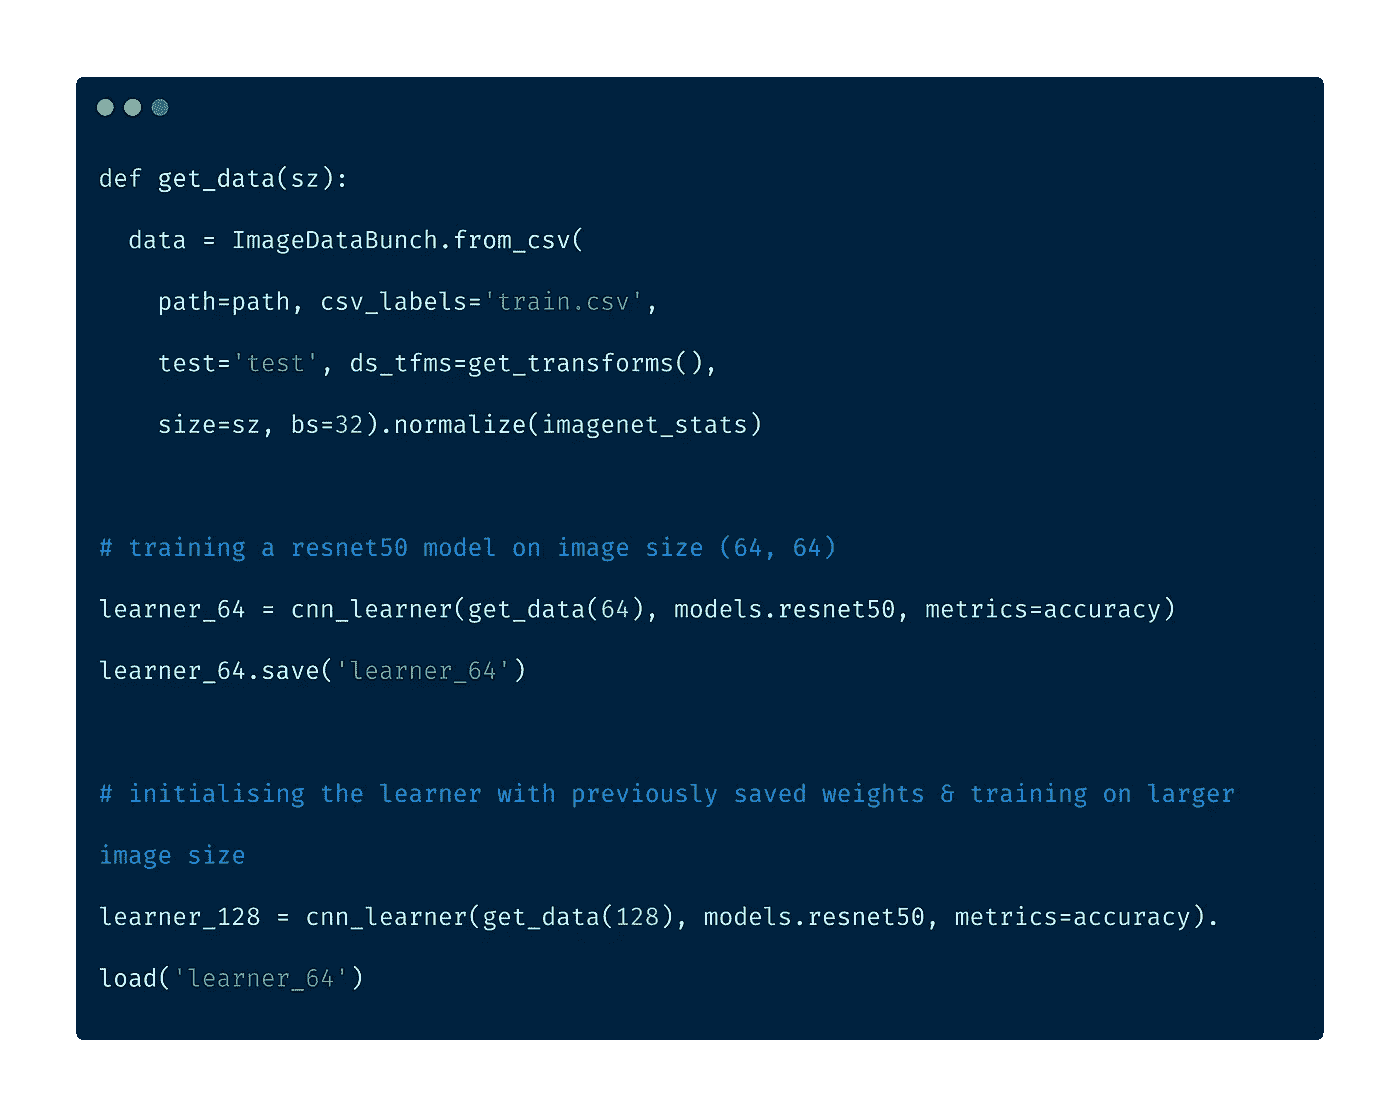 def get_data(sz):
  data = ImageDataBunch.from_csv(
    path=path, csv_labels='train.csv',
    test='test', ds_tfms=get_transforms(),
    size=sz, bs=32).normalize(imagenet_stats)
# training a resnet50 model on image size (64, 64)
learner_64 = cnn_learner(get_data(64), models.resnet50, metrics=accuracy)
learner_64.save('learner_64')
# initialising the learner with previously saved weights & training on larger
image size
learner_128 = cnn_learner(get_data(128), models.resnet50, metrics=accuracy).
load('learner_64')